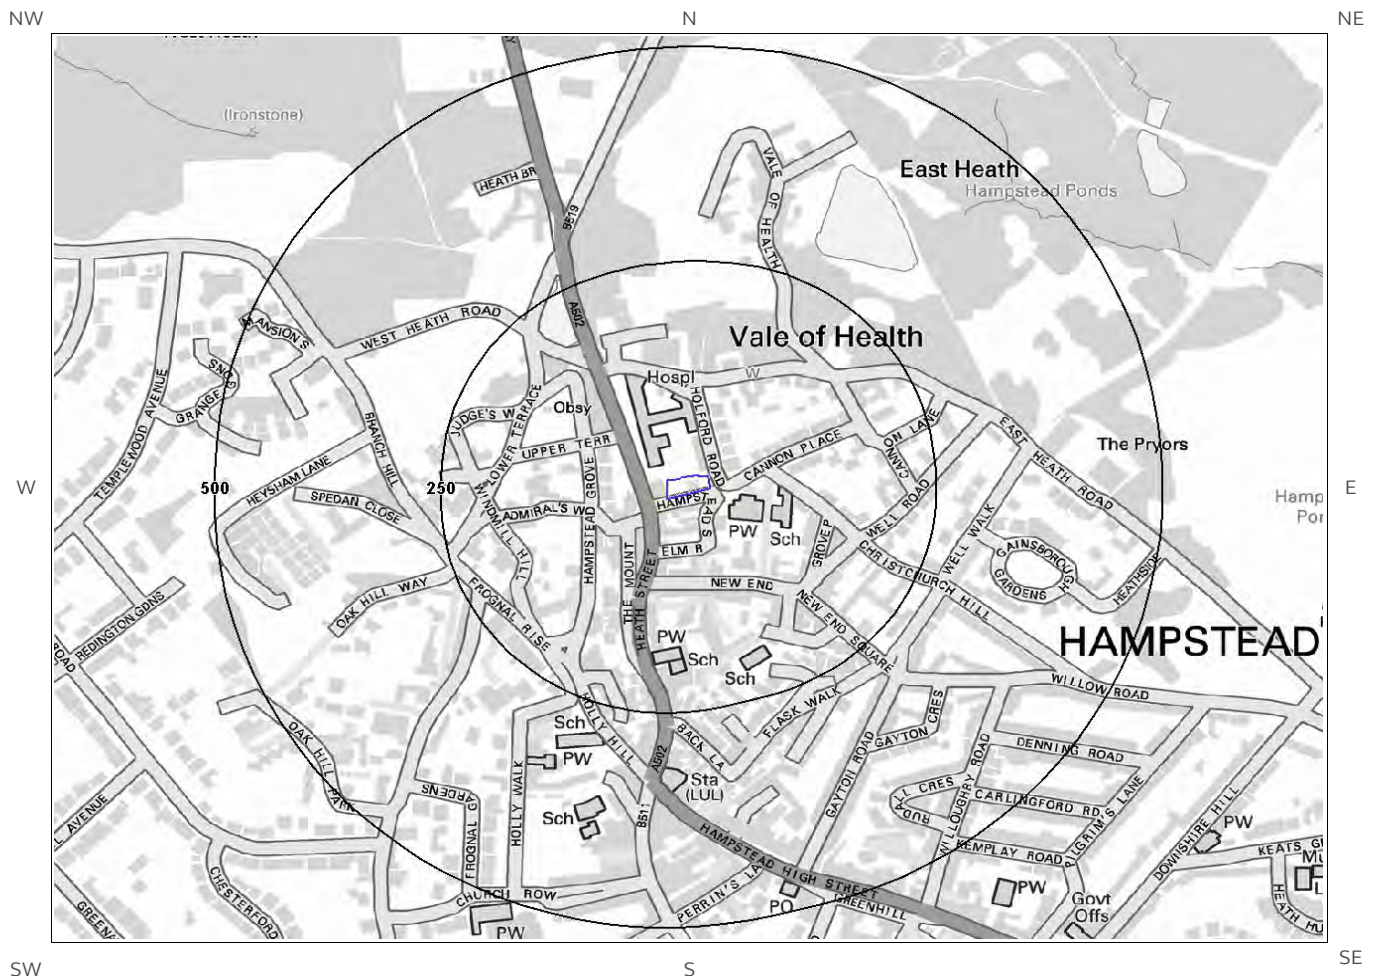 NW
N
NE
(Ironstone)
HEATH BR
B519
VALE OF HEALTH
East Heath
Hampstead Ponds
ANSIONS
WEST HEATH ROAD
A502
Vale of Health
W
Hospl
HOLFORD ROAD
TEMPLEWOOD AVENUE
GRANGE
BRANCH HILL
JUDGE'S W
LOWER TERRACE
Obsy
UPPER TERR
CANNON PLACE
CANNON LANE
EAST HEATH ROAD
The Pryors
W
500
HEYSHAM LANE
SPEDAN CLOSE
250
WINDMILL HILL
ADMIRAL'S W
HAMPSTEAD GROVE
HAMPST
EADS
PW
Sch
GROVE P
WELL ROAD
WELL WALK
E
Hamp
Por
ELM R
THE MOUNT
HEATH STREET
NEW END
CHRISTCHURCH HILL
GAINSBOROUGH
GARDENS
HEATHSIDE
OAK HILL WAY
FROGNAL RISE
REDINGTON GDNS
ROAD
PW
Sch
Sch
NEW END SQUARE
HAMPSTEAD
WILLOW ROAD
OAK HILL PARK
HOLLY HILL
Sch
PW
BACK LA
FLASK WALK
GAYTON CRES
GAYTON ROAD
DENNING ROAD
A502
Sta
(LUL)
HOLLY WALK
Sch
B511
GARDENS
FROGNAL G
RUDALL CRES
WILLOUGHBY ROAD
CARLINGFORD RD
PILGRIM'S LANE
DOWNSHIRE HILL
PW
L AVENUE
KEMPLAY ROAD
KEATS G
Mu
L
HAMPSTEAD HIGH STREET
CHESTERFORD
CHURCH ROW
PW
PERRIN'S LA
PO
GREENHILL
PW
Govt
Offs
HEATH HU
GREENA
SW
S
SE